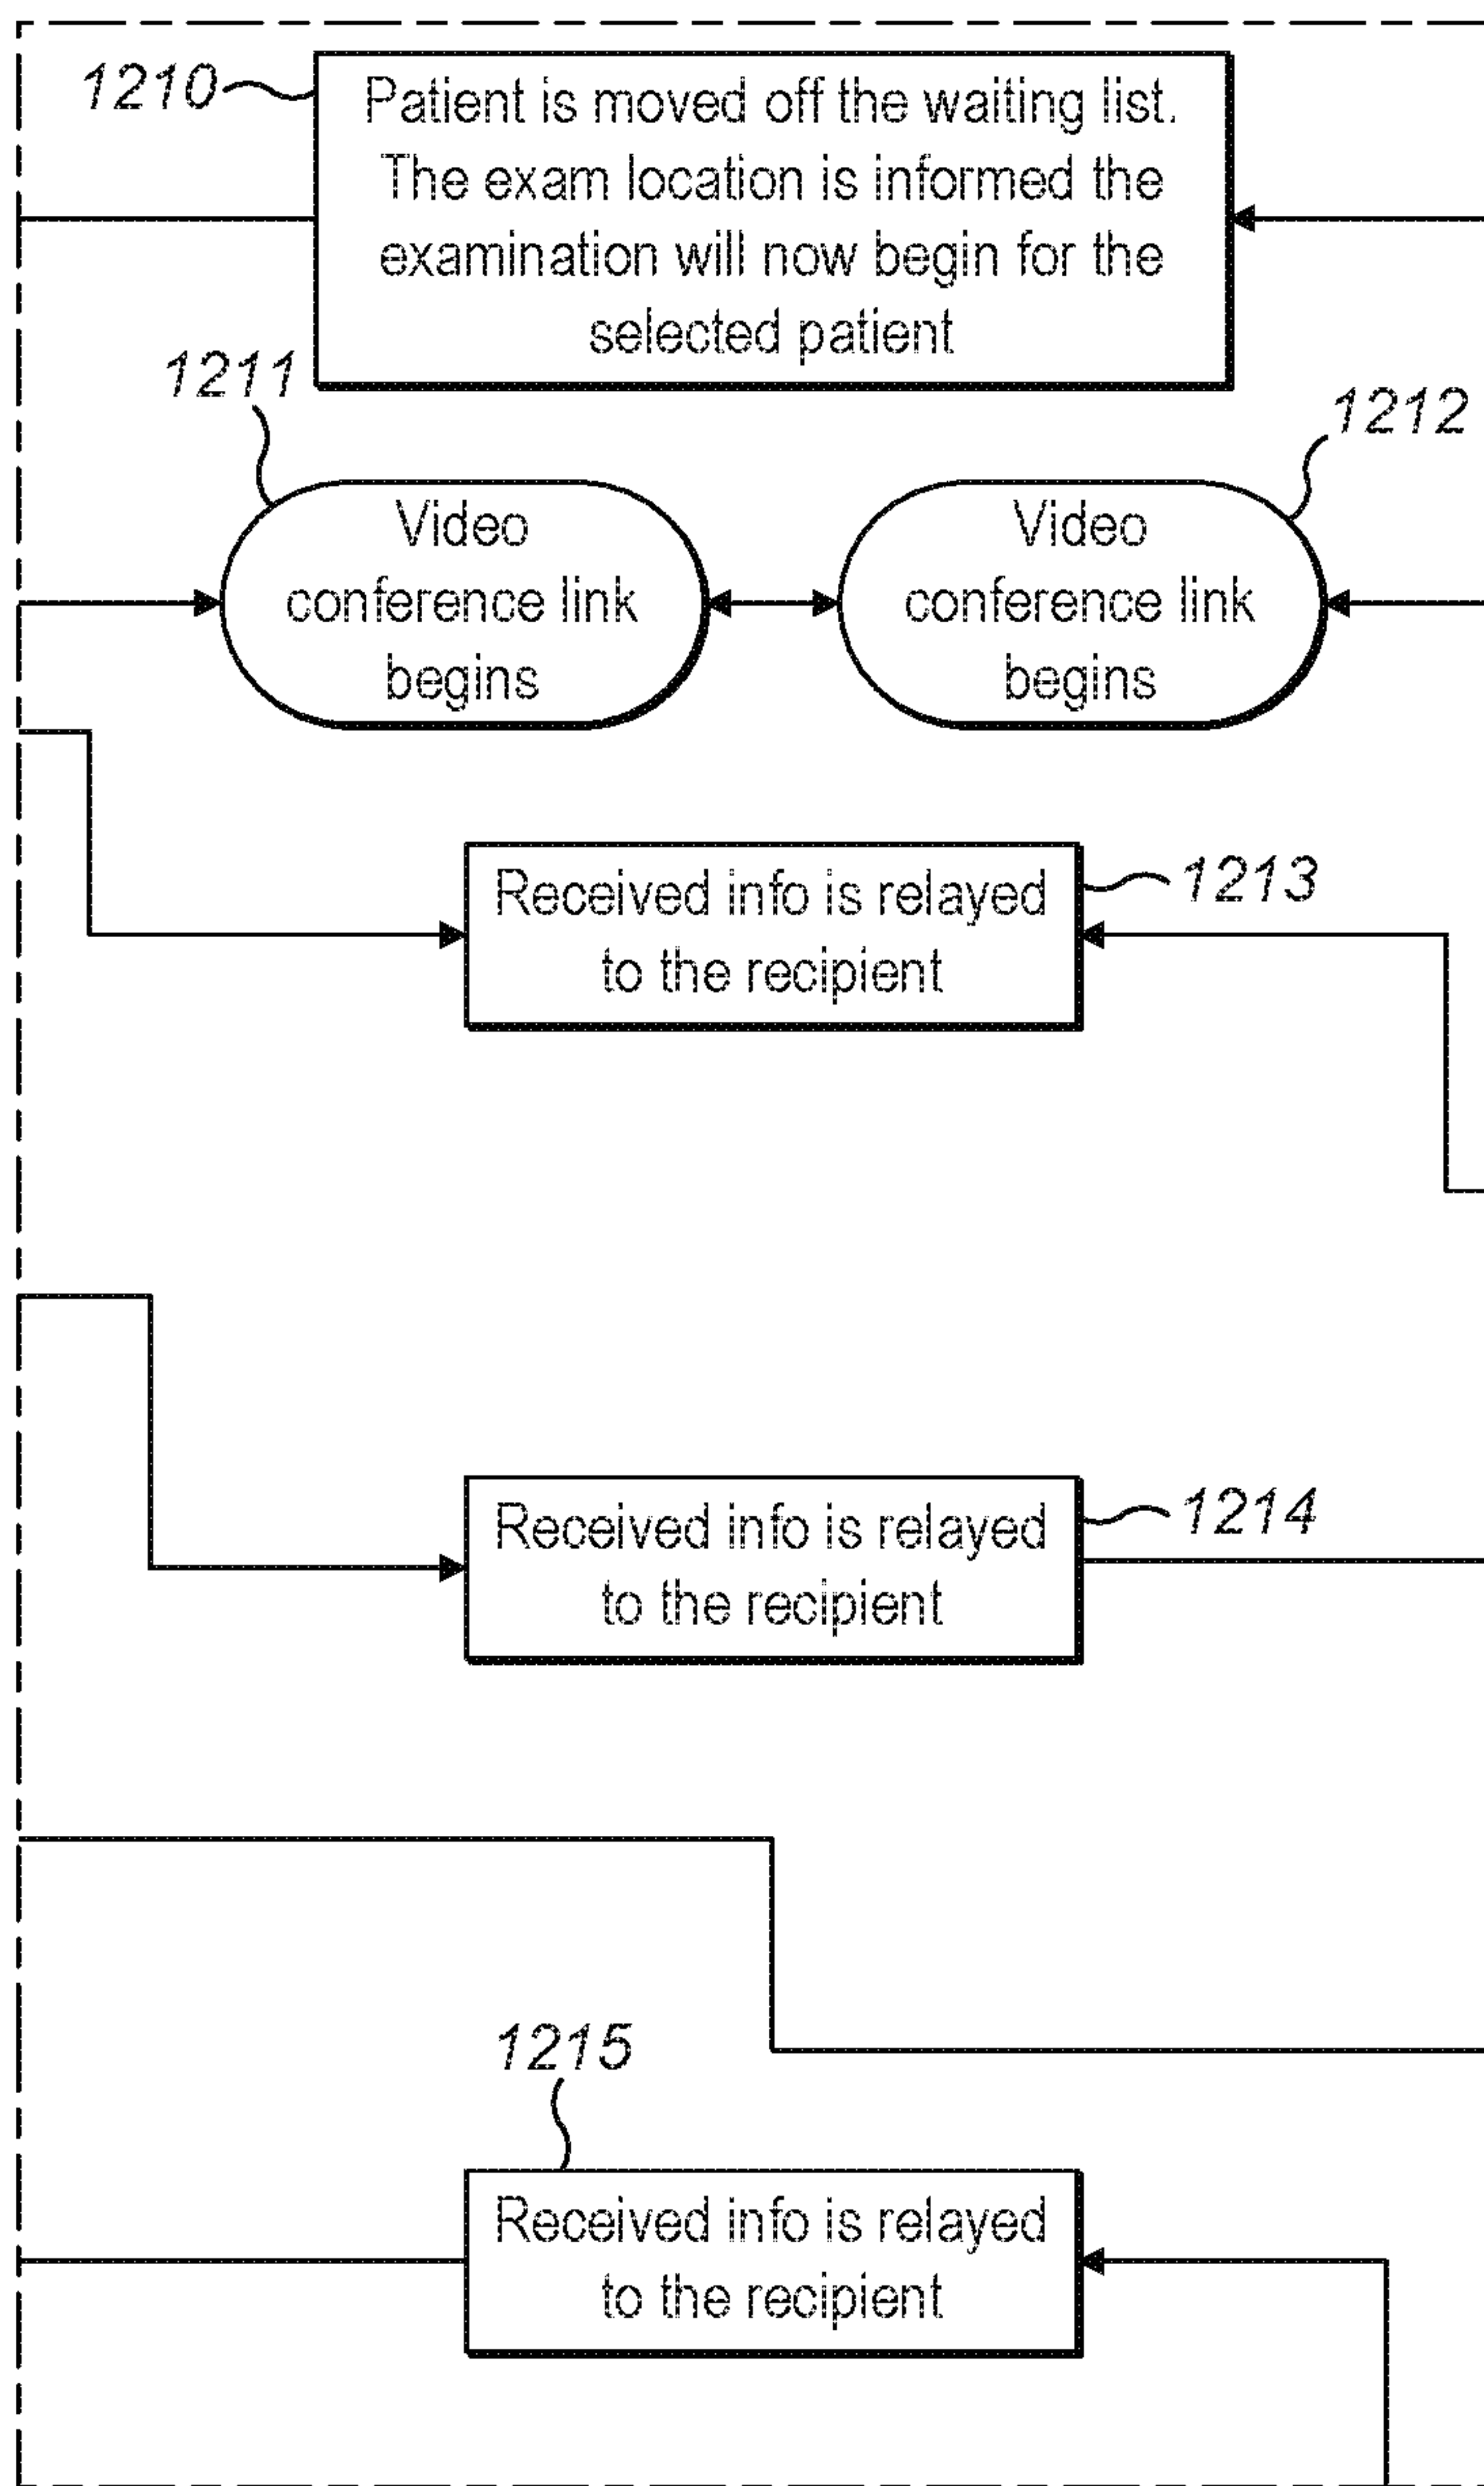 1210
Patient is moved off the waiting list.
The exam location is informed the
examination will now begin for the
selected patient
1211
1212
Video
conference link
begins
Video
conference link
begins
Received info is relayed
to the recipient
1213
Received info is relayed
to the recipient
1214
1215
Received info is relayed
to the recipient